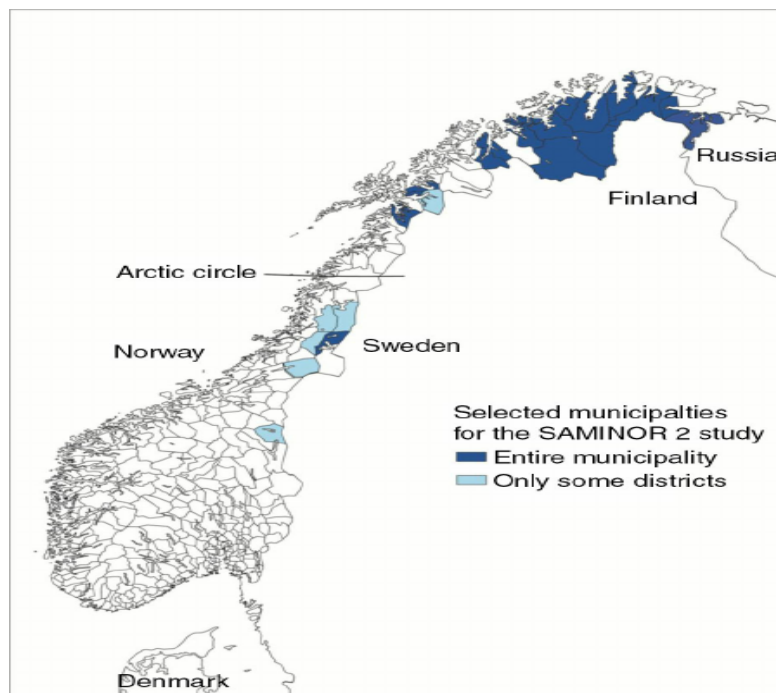 Russia
Finland
Arctic circle
Norway
Sweden
Selected municipalties
for the SAMINOR 2 study
Entire municipality
Only some districts
Denmark